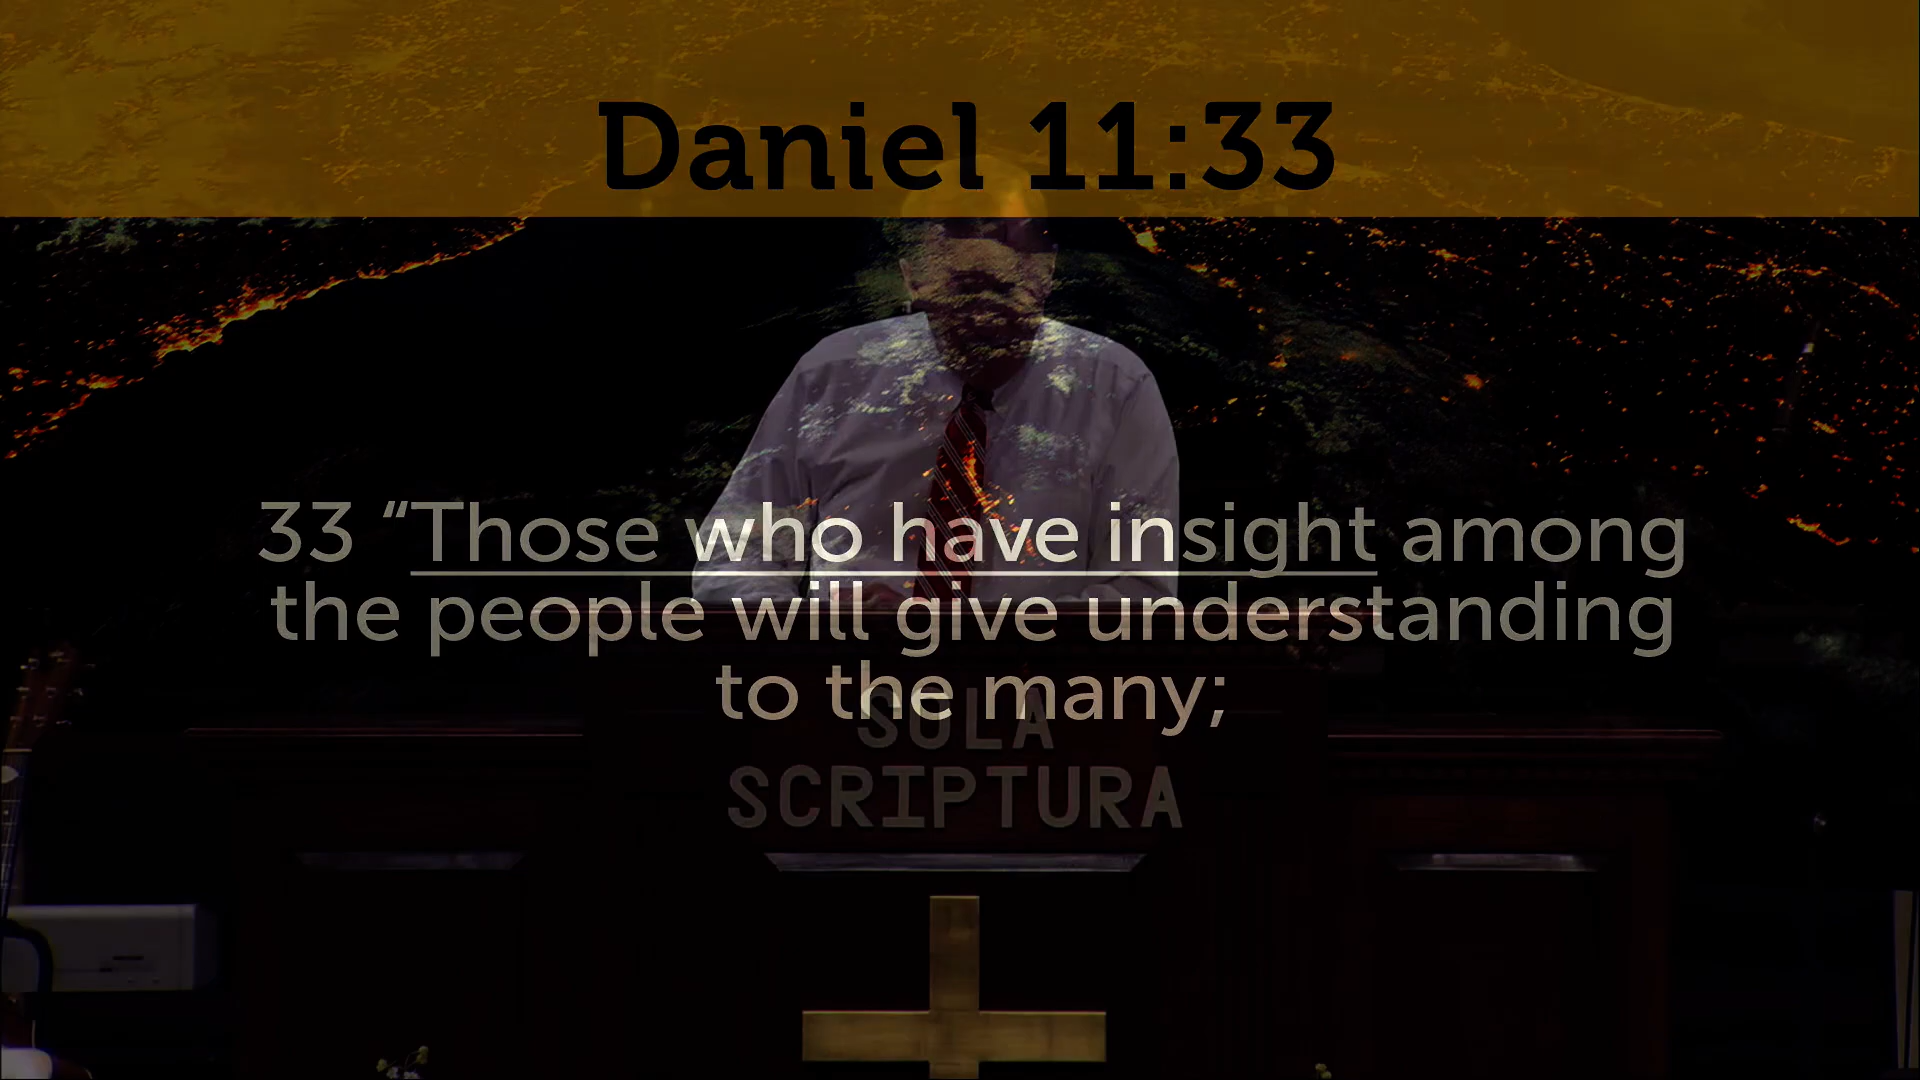 Daniel 11:33
33 “Those who have insight among
the people will give understanding
to the many;
SOLA
SCRIPTURA